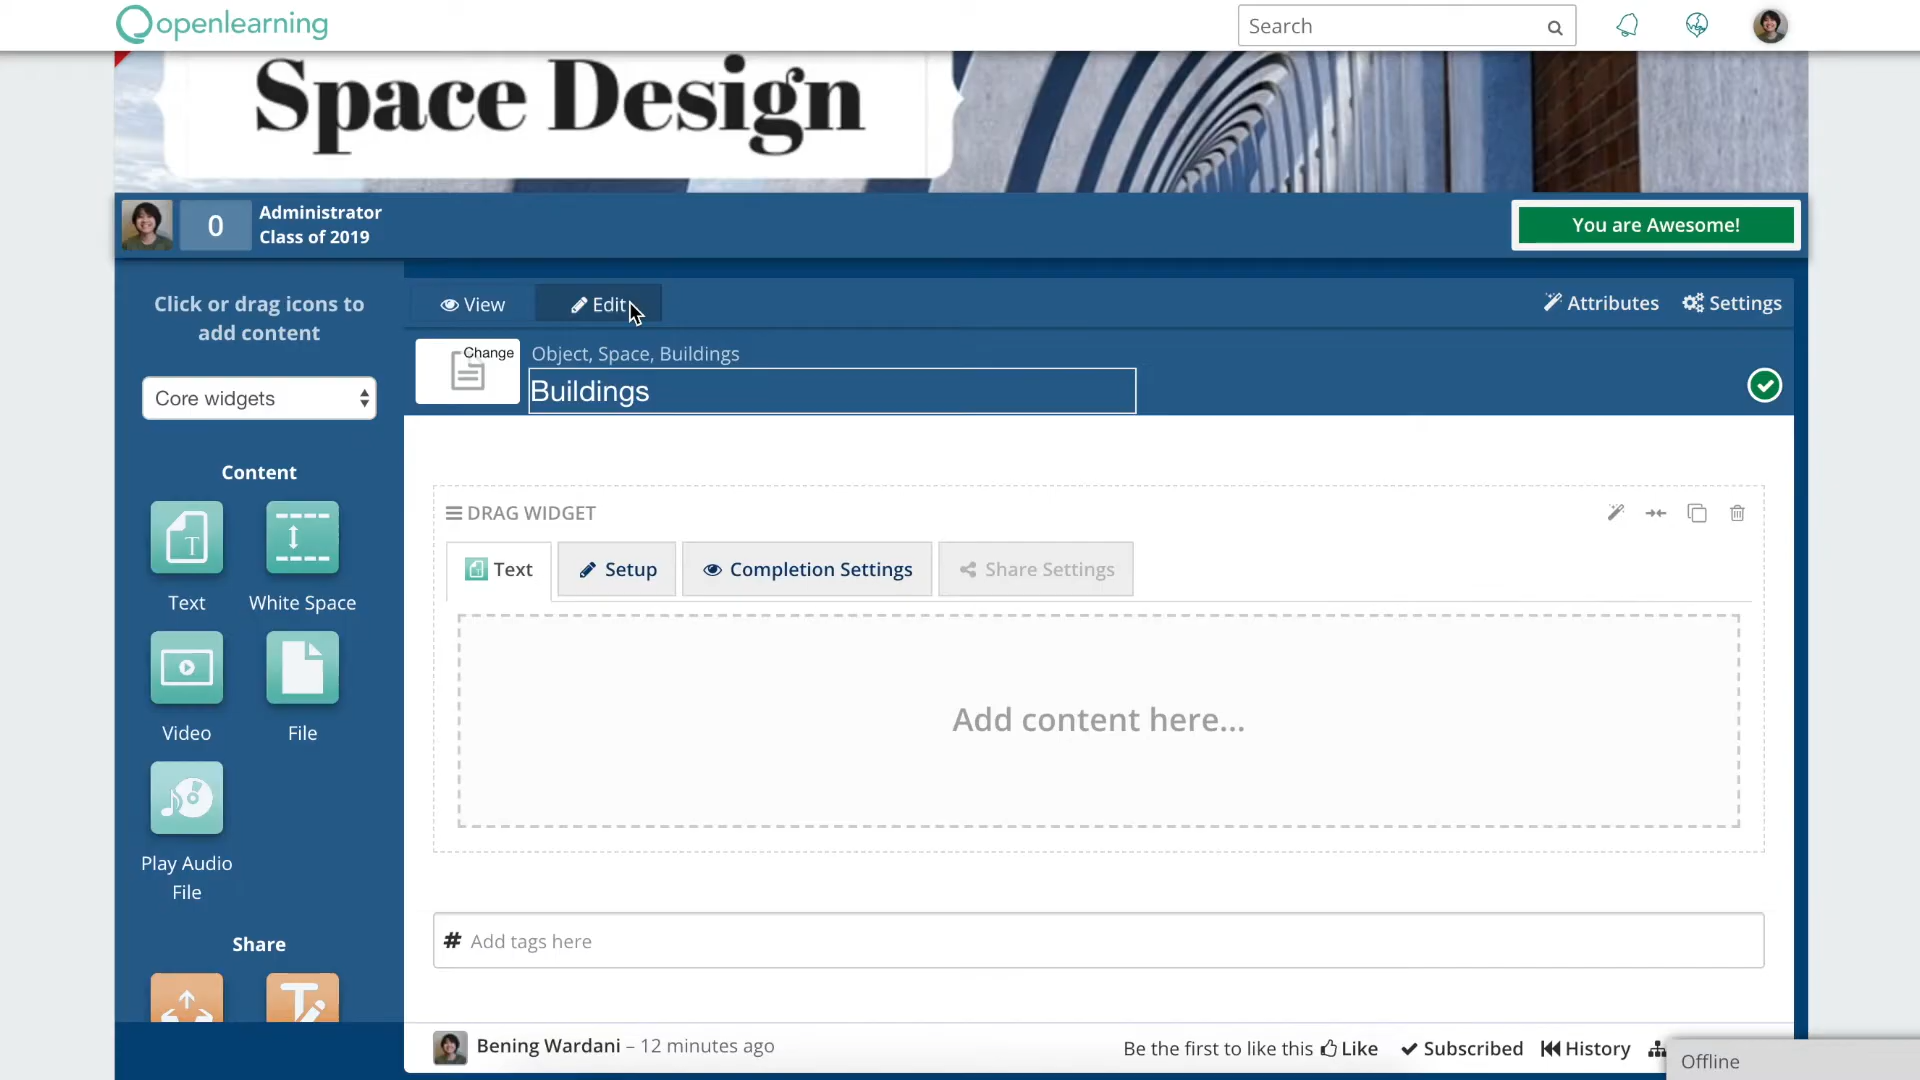 openlearning
Search
Space Design
0
Administrator
Class of 2019
You are Awesome!
Click or drag icons to
add content
Core widgets
Content
Text
White Space
Video
File
Play Audio
File
Share
View
Edit
Attributes
Settings
Change
Object, Space, Buildings
Buildings
DRAG WIDGET
Text
Setup
Completion Settings
Share Settings
Add content here...
# Add tags here
Bening Wardani – 12 minutes ago
Be the first to like this Like
Subscribed
History
Offline